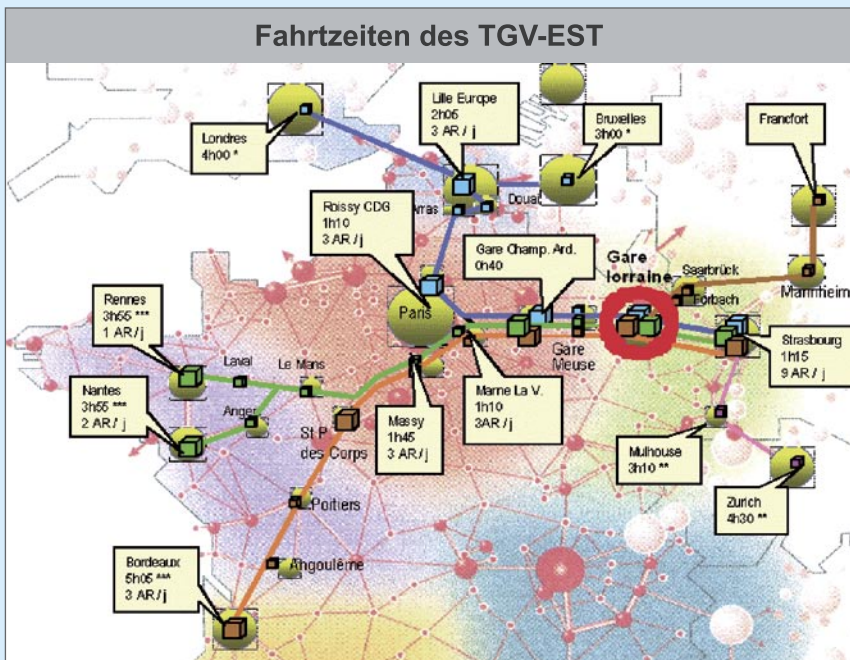 Fahrtzeiten des TGV-EST
Londres
4h00 *
Lille Europe
2h05
3 AR / j
Bruxelles
3h00 *
Francfort
Roissy CDG
1h10
3 AR / j
Arras
Douai
Gare Champ. Ard.
0h40
Gare
lorraine
Saarbrück
Forbach
Mannheim
Paris
Rennes
3h55 ***
1 AR / j
Laval
Le Mans
Gare
Meuse
Strasbourg
1h15
9 AR / j
Nantes
3h55 ***
2 AR / j
Anger
St P.
des Corps
Massy
1h45
3 AR / j
Marne La V.
1h10
3AR / j
Mulhouse
3h10 **
Zurich
4h30 **
Poitiers
Angoulême
Bordeaux
5h05 ***
3 AR / j